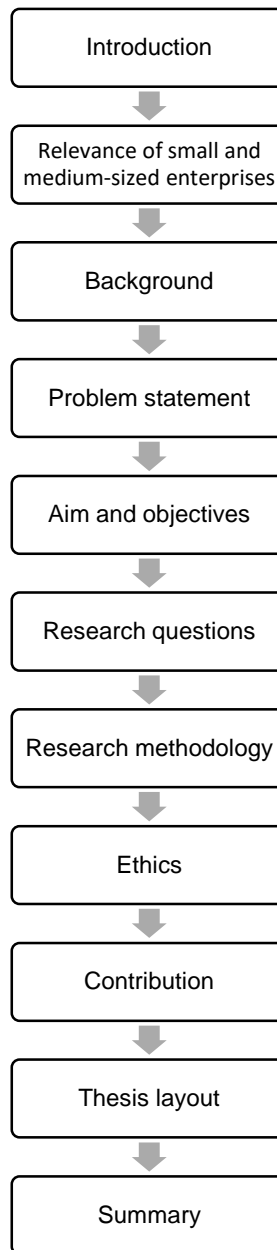 Introduction
Relevance of small and
medium-sized enterprises
Background
Problem statement
Aim and objectives
Research questions
Research methodology
Ethics
Contribution
Thesis layout
Summary